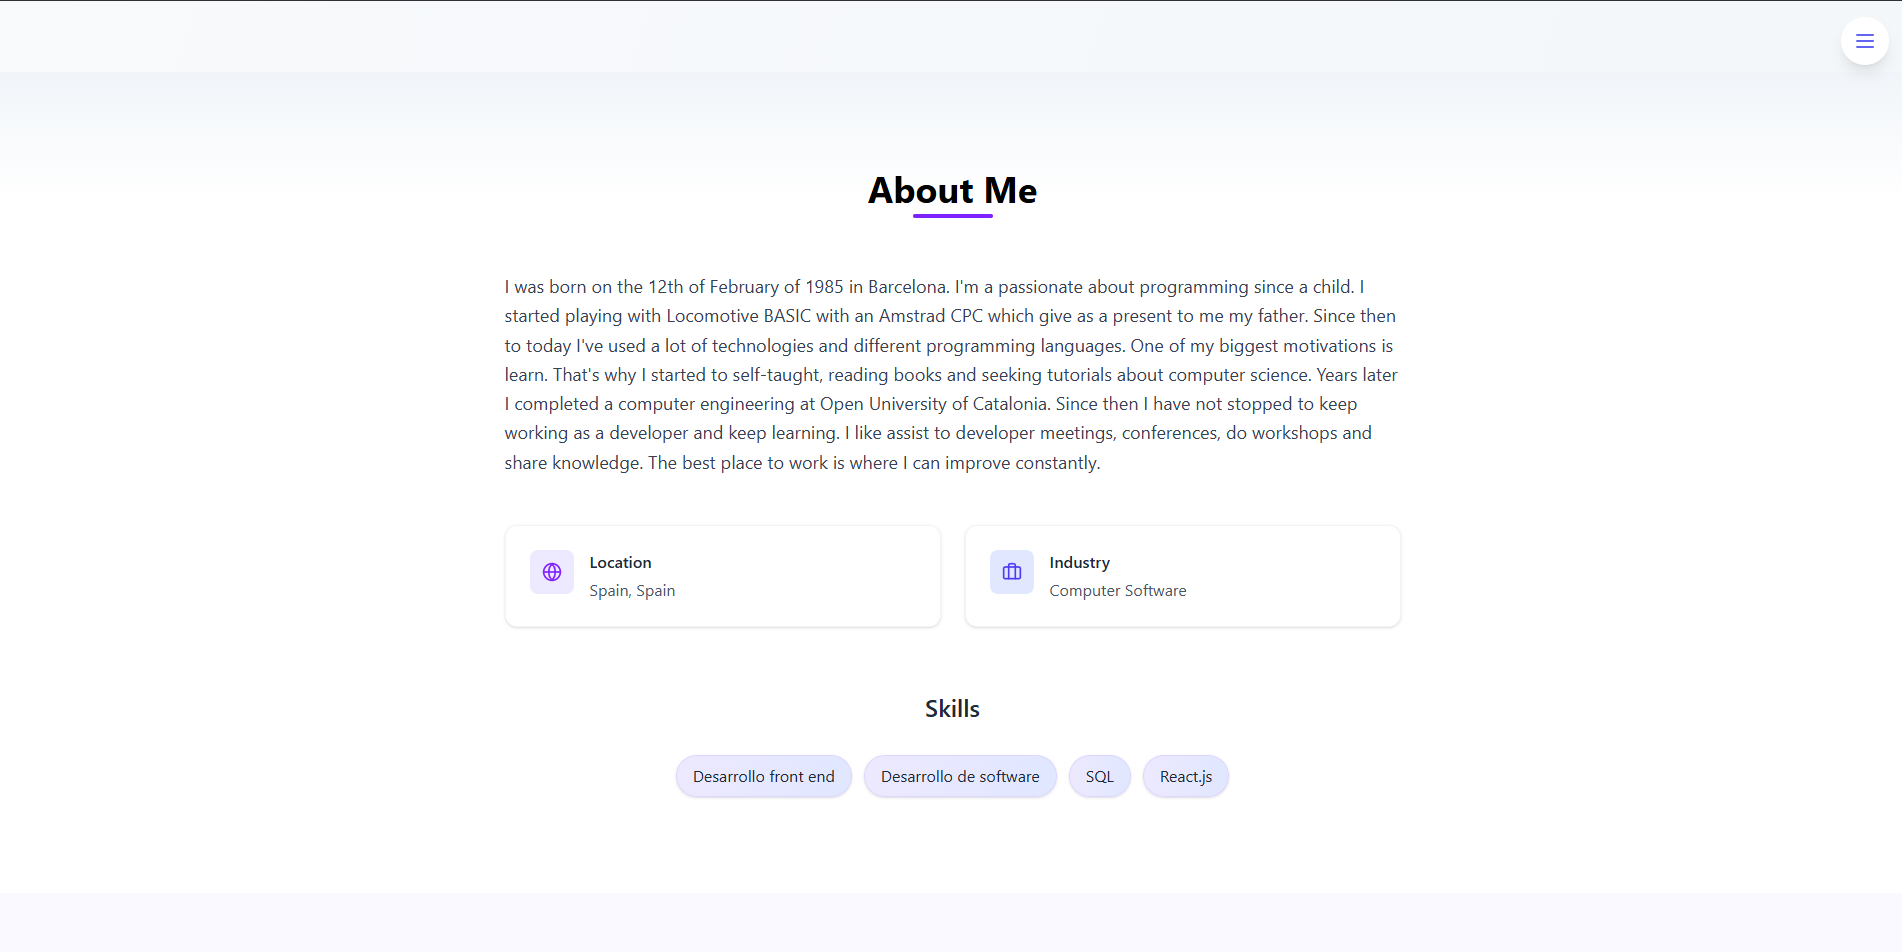 About Me
I was born on the 12th of February of 1985 in Barcelona. I'm a passionate about programming since a child. I
started playing with Locomotive BASIC with an Amstrad CPC which give as a present to me my father. Since then
to today I've used a lot of technologies and different programming languages. One of my biggest motivations is
learn. That's why I started to self-taught, reading books and seeking tutorials about computer science. Years later
I completed a computer engineering at Open University of Catalonia. Since then I have not stopped to keep
working as a developer and keep learning. I like assist to developer meetings, conferences, do workshops and
share knowledge. The best place to work is where I can improve constantly.
Location
Spain, Spain
Industry
Computer Software
Skills
Desarrollo front end
Desarrollo de software
SQL
React.js